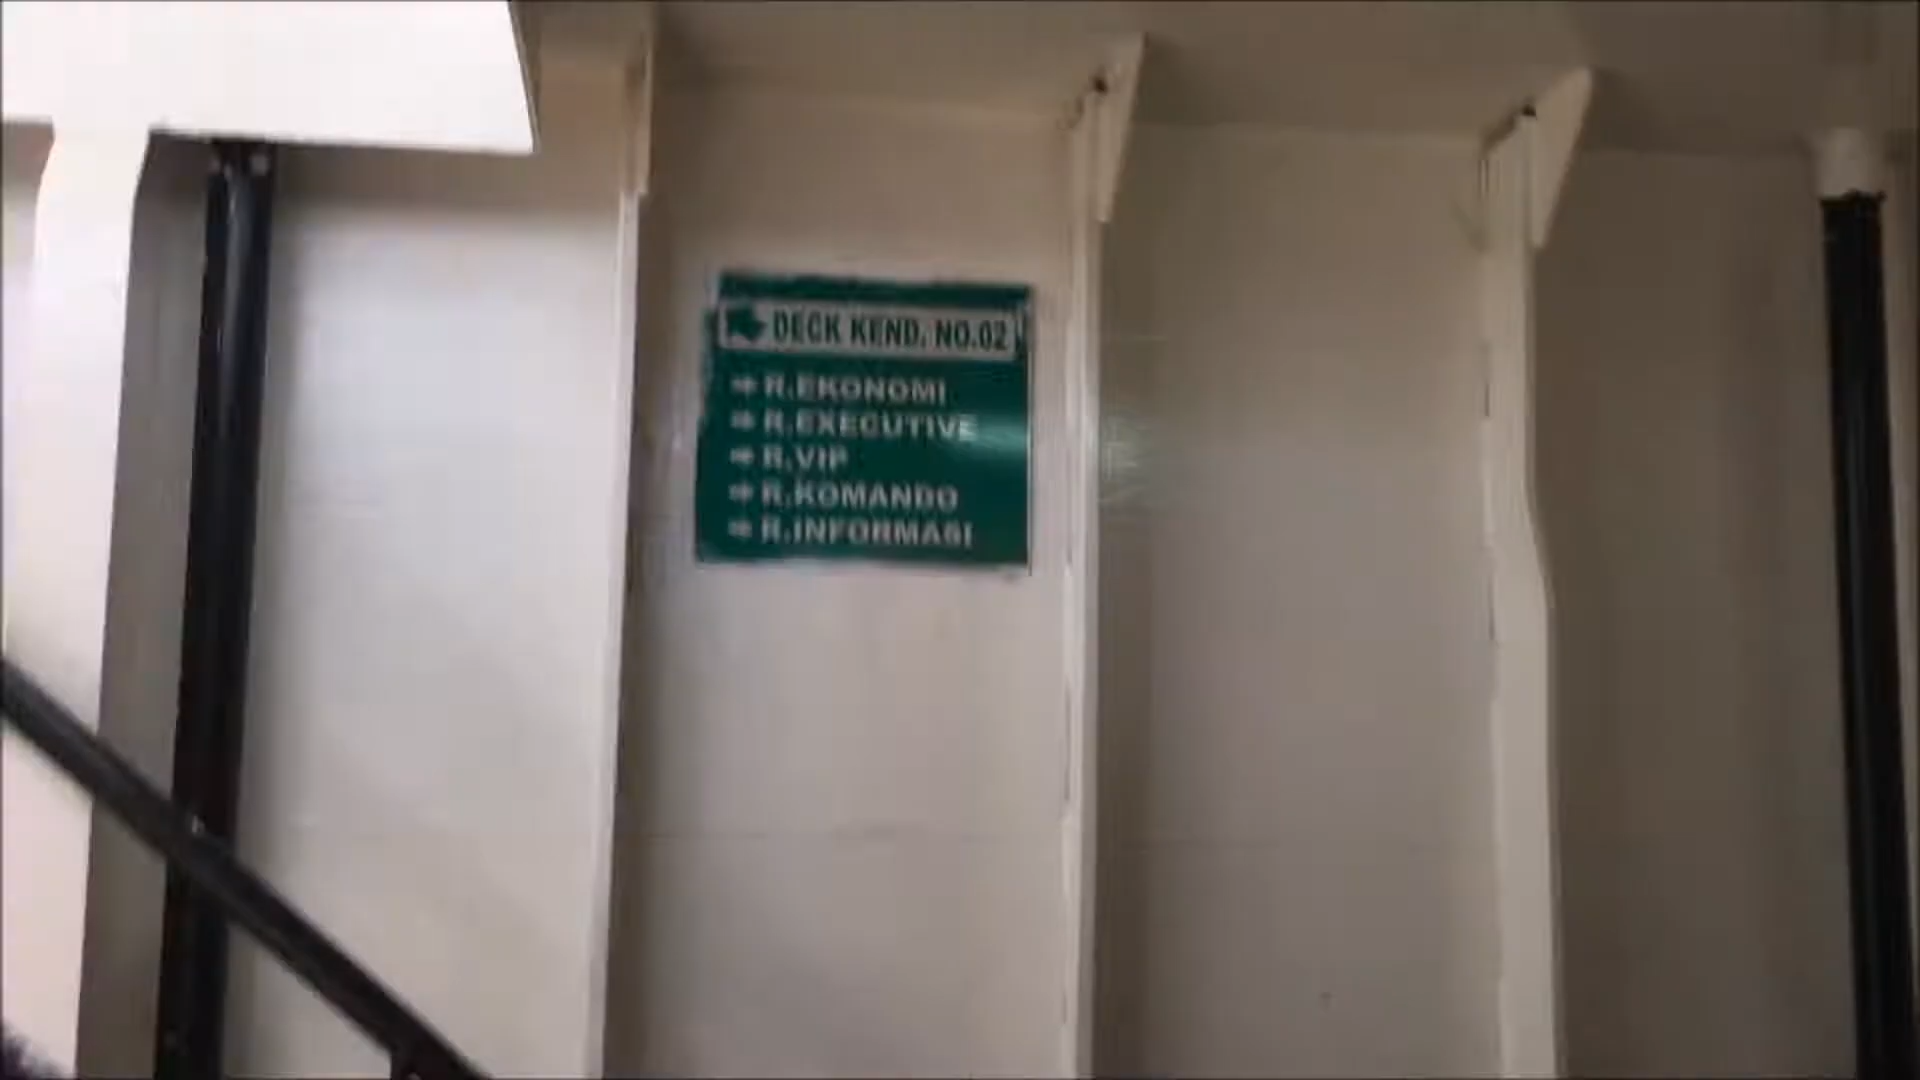 DECK KEND. NO.02
R.EKONOMI
R.EXECUTIVE
R.VIP
R.KOMANDO
R.INFORMASI